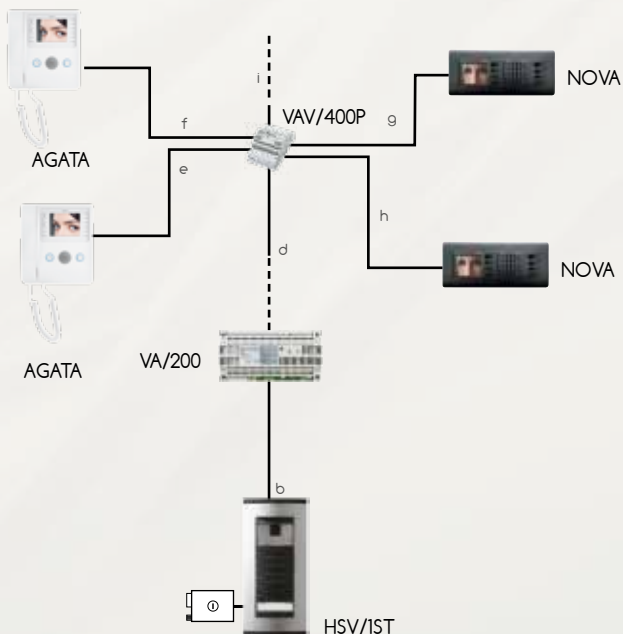 i
VAV/400P
g
NOVA
f
AGATA
e
h
d
NOVA
VA/200
AGATA
b
HSV/1ST